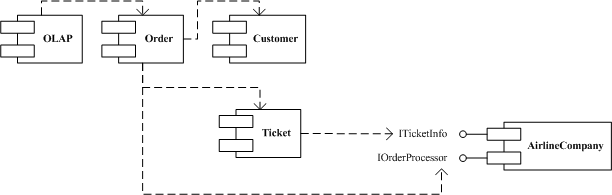 OLAP
Order
Customer
Ticket
ITicketInfo
AirlineCompany
IOrderProcessor